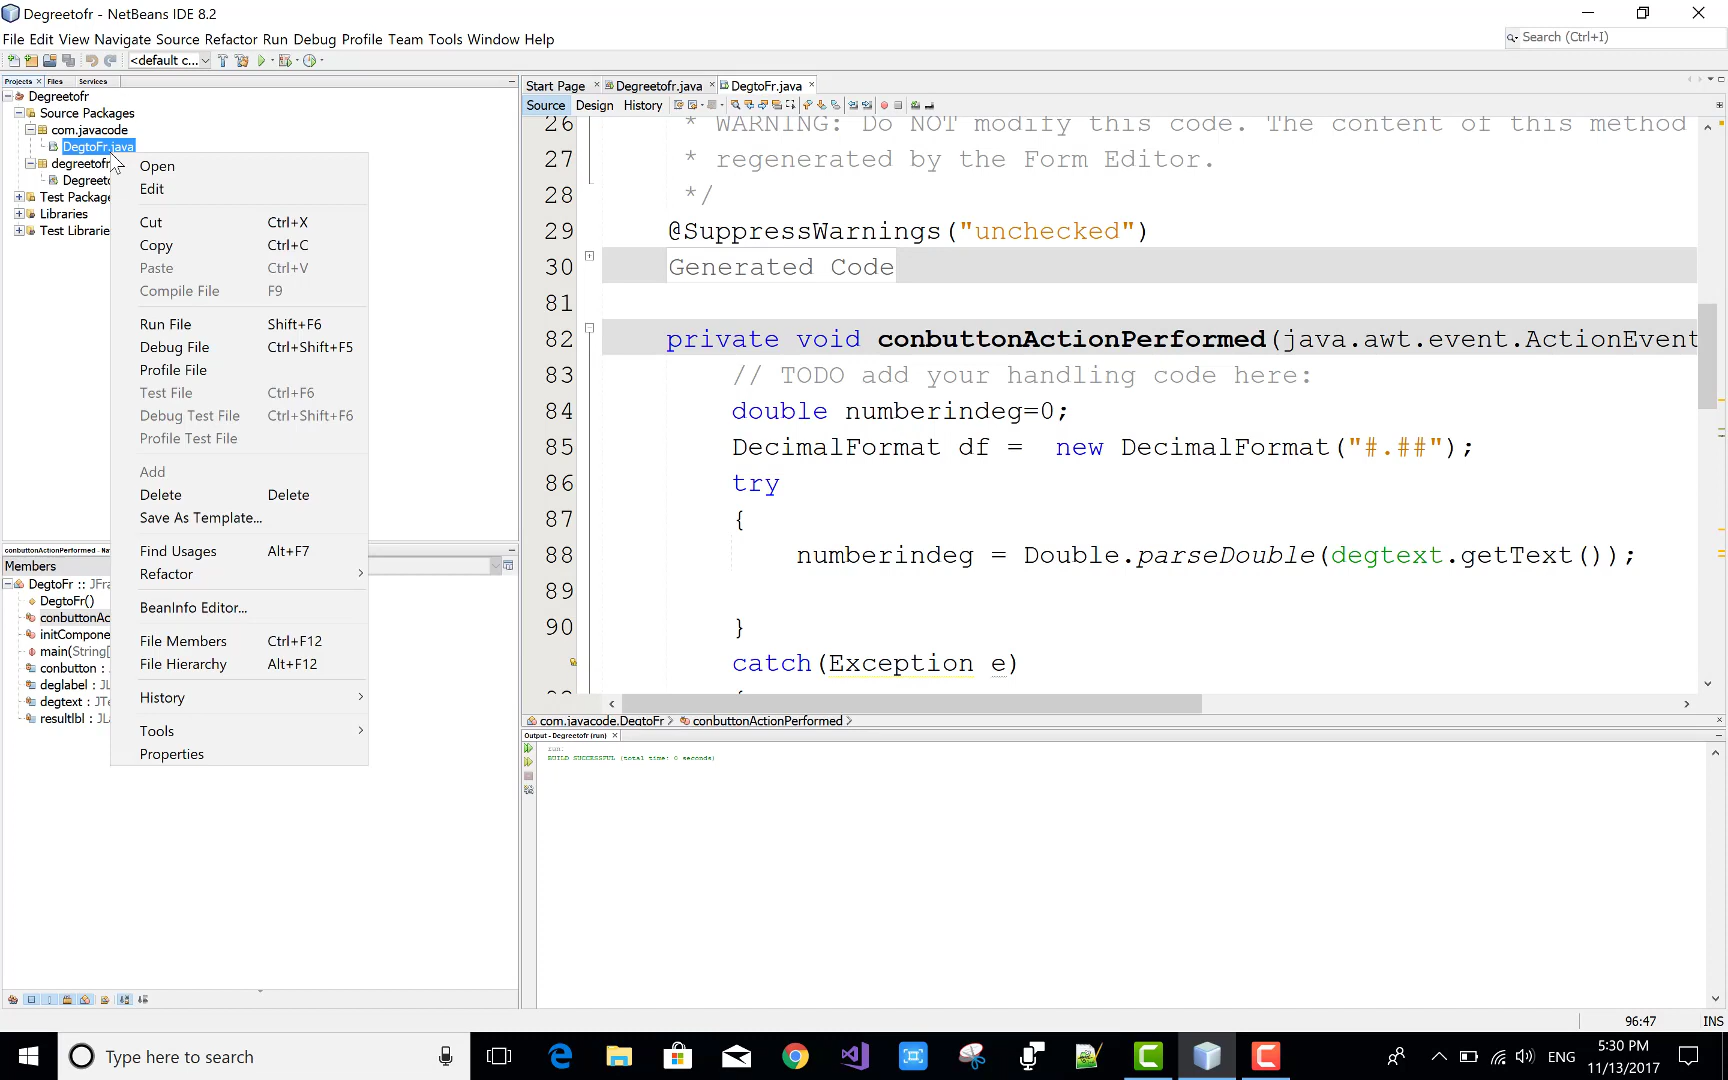 Degreetofr - NetBeans IDE 8.2
File Edit View Navigate Source Refactor Run Debug Profile Team Tools Window Help
Search (Ctrl+I)
<default c...
Projects Files Services
Degreetofr
Source Packages
com.javacode
DegtoFr.java
degreetofr
Degreeto
Test Package
Libraries
Test Librarie
Open
Edit
Cut Ctrl+X
Copy Ctrl+C
Paste Ctrl+V
Compile File F9
Run File Shift+F6
Debug File Ctrl+Shift+F5
Profile File
Test File Ctrl+F6
Debug Test File Ctrl+Shift+F6
Profile Test File
Add
Delete Delete
Save As Template...
Find Usages Alt+F7
Refactor
BeanInfo Editor...
File Members Ctrl+F12
File Hierarchy Alt+F12
History
Tools
Properties
conbuttonActionPerformed - Na
Members
DegtoFr :: JFra
DegtoFr()
conbuttonAc
initCompone
main(String[
conbutton :
deglabel : JL
degtext : JTe
resultlbl : JLa
Start Page Degreetofr.java DegtoFr.java
Source Design History
26 * WARNING: Do NOT modify this code. The content of this method
27 * regenerated by the Form Editor.
28 */
29 @SuppressWarnings("unchecked")
30 Generated Code
81
82 private void conbuttonActionPerformed(java.awt.event.ActionEvent
83 // TODO add your handling code here:
84 double numberindeg=0;
85 DecimalFormat df = new DecimalFormat("#.##");
86 try
87 {
88 numberindeg = Double.parseDouble(degtext.getText());
89
90 }
catch(Exception e)
{
com.javacode.DegtoFr conbuttonActionPerformed
Output - Degreetofr (run)
run:
BUILD SUCCESSFUL (total time: 0 seconds)
96:47 INS
Type here to search
ENG
5:30 PM
11/13/2017